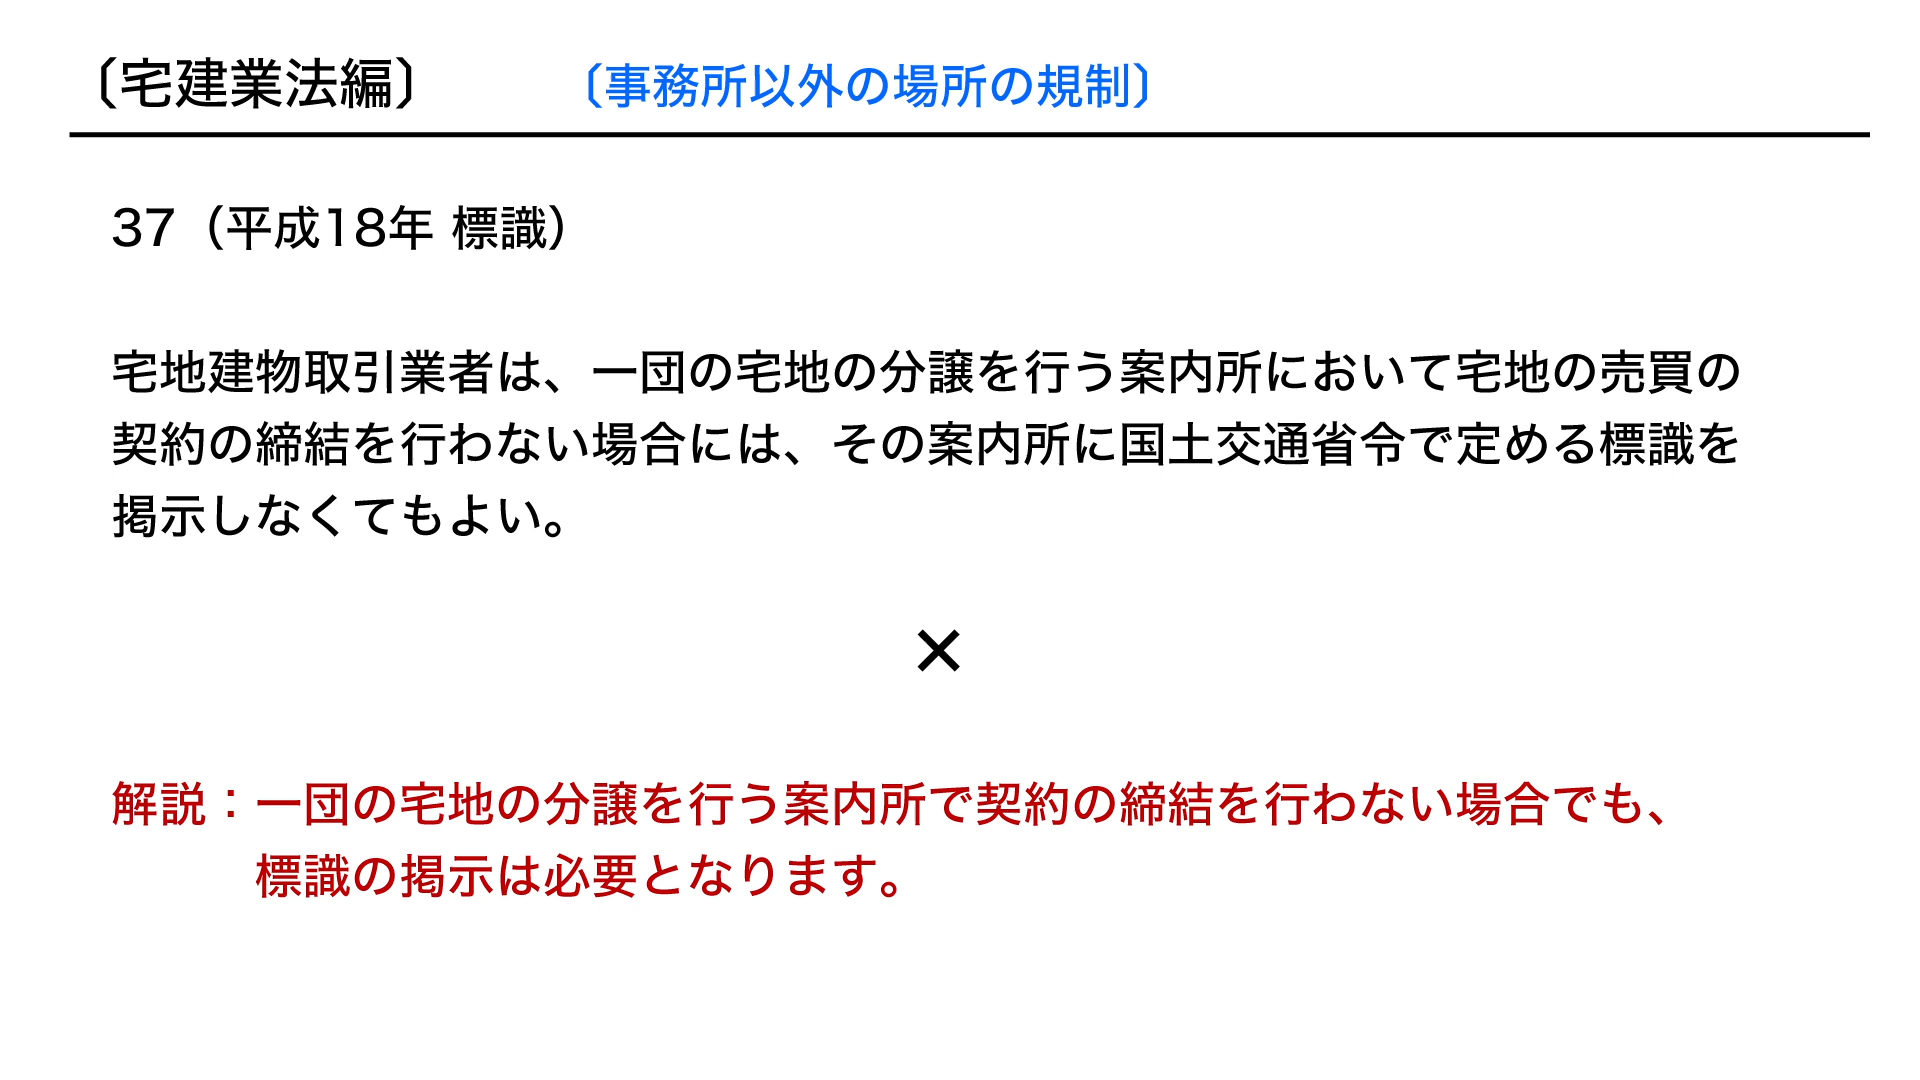 〔宅建業法編〕 〔事務所以外の場所の規制〕
37（平成18年 標識）
宅地建物取引業者は、一団の宅地の分譲を行う案内所において宅地の売買の
契約の締結を行わない場合には、その案内所に国土交通省令で定める標識を
掲示しなくてもよい。
×
解説：一団の宅地の分譲を行う案内所で契約の締結を行わない場合でも、
標識の掲示は必要となります。